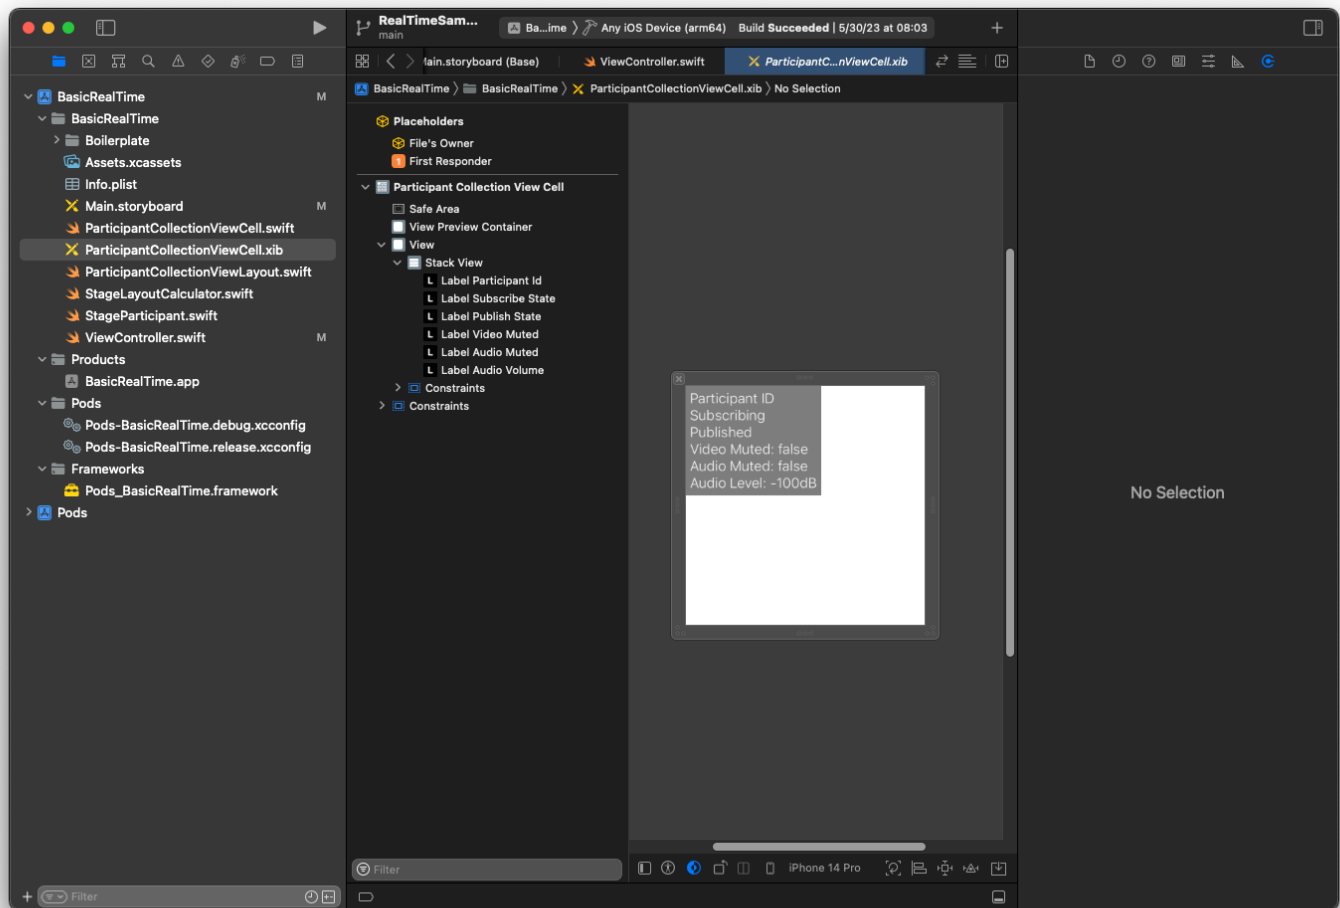 RealTimeSam...
main
Ba...ime 〉 Any iOS Device (arm64) Build Succeeded | 5/30/23 at 08:03
Main.storyboard (Base)
ViewController.swift
ParticipantC...nViewCell.xib
BasicRealTime 〉 BasicRealTime 〉 ParticipantCollectionViewCell.xib 〉 No Selection
BasicRealTime M
BasicRealTime
Boilerplate
Assets.xcassets
Info.plist
Main.storyboard M
ParticipantCollectionViewCell.swift
ParticipantCollectionViewCell.xib
ParticipantCollectionViewLayout.swift
StageLayoutCalculator.swift
StageParticipant.swift
ViewController.swift M
Products
BasicRealTime.app
Pods
Pods-BasicRealTime.debug.xcconfig
Pods-BasicRealTime.release.xcconfig
Frameworks
Pods_BasicRealTime.framework
Pods
Filter
Placeholders
File's Owner
1 First Responder
Participant Collection View Cell
Safe Area
View Preview Container
View
Stack View
L Label Participant Id
L Label Subscribe State
L Label Publish State
L Label Video Muted
L Label Audio Muted
L Label Audio Volume
Constraints
Constraints
Filter
Participant ID
Subscribing
Published
Video Muted: false
Audio Muted: false
Audio Level: -100dB
iPhone 14 Pro
No Selection